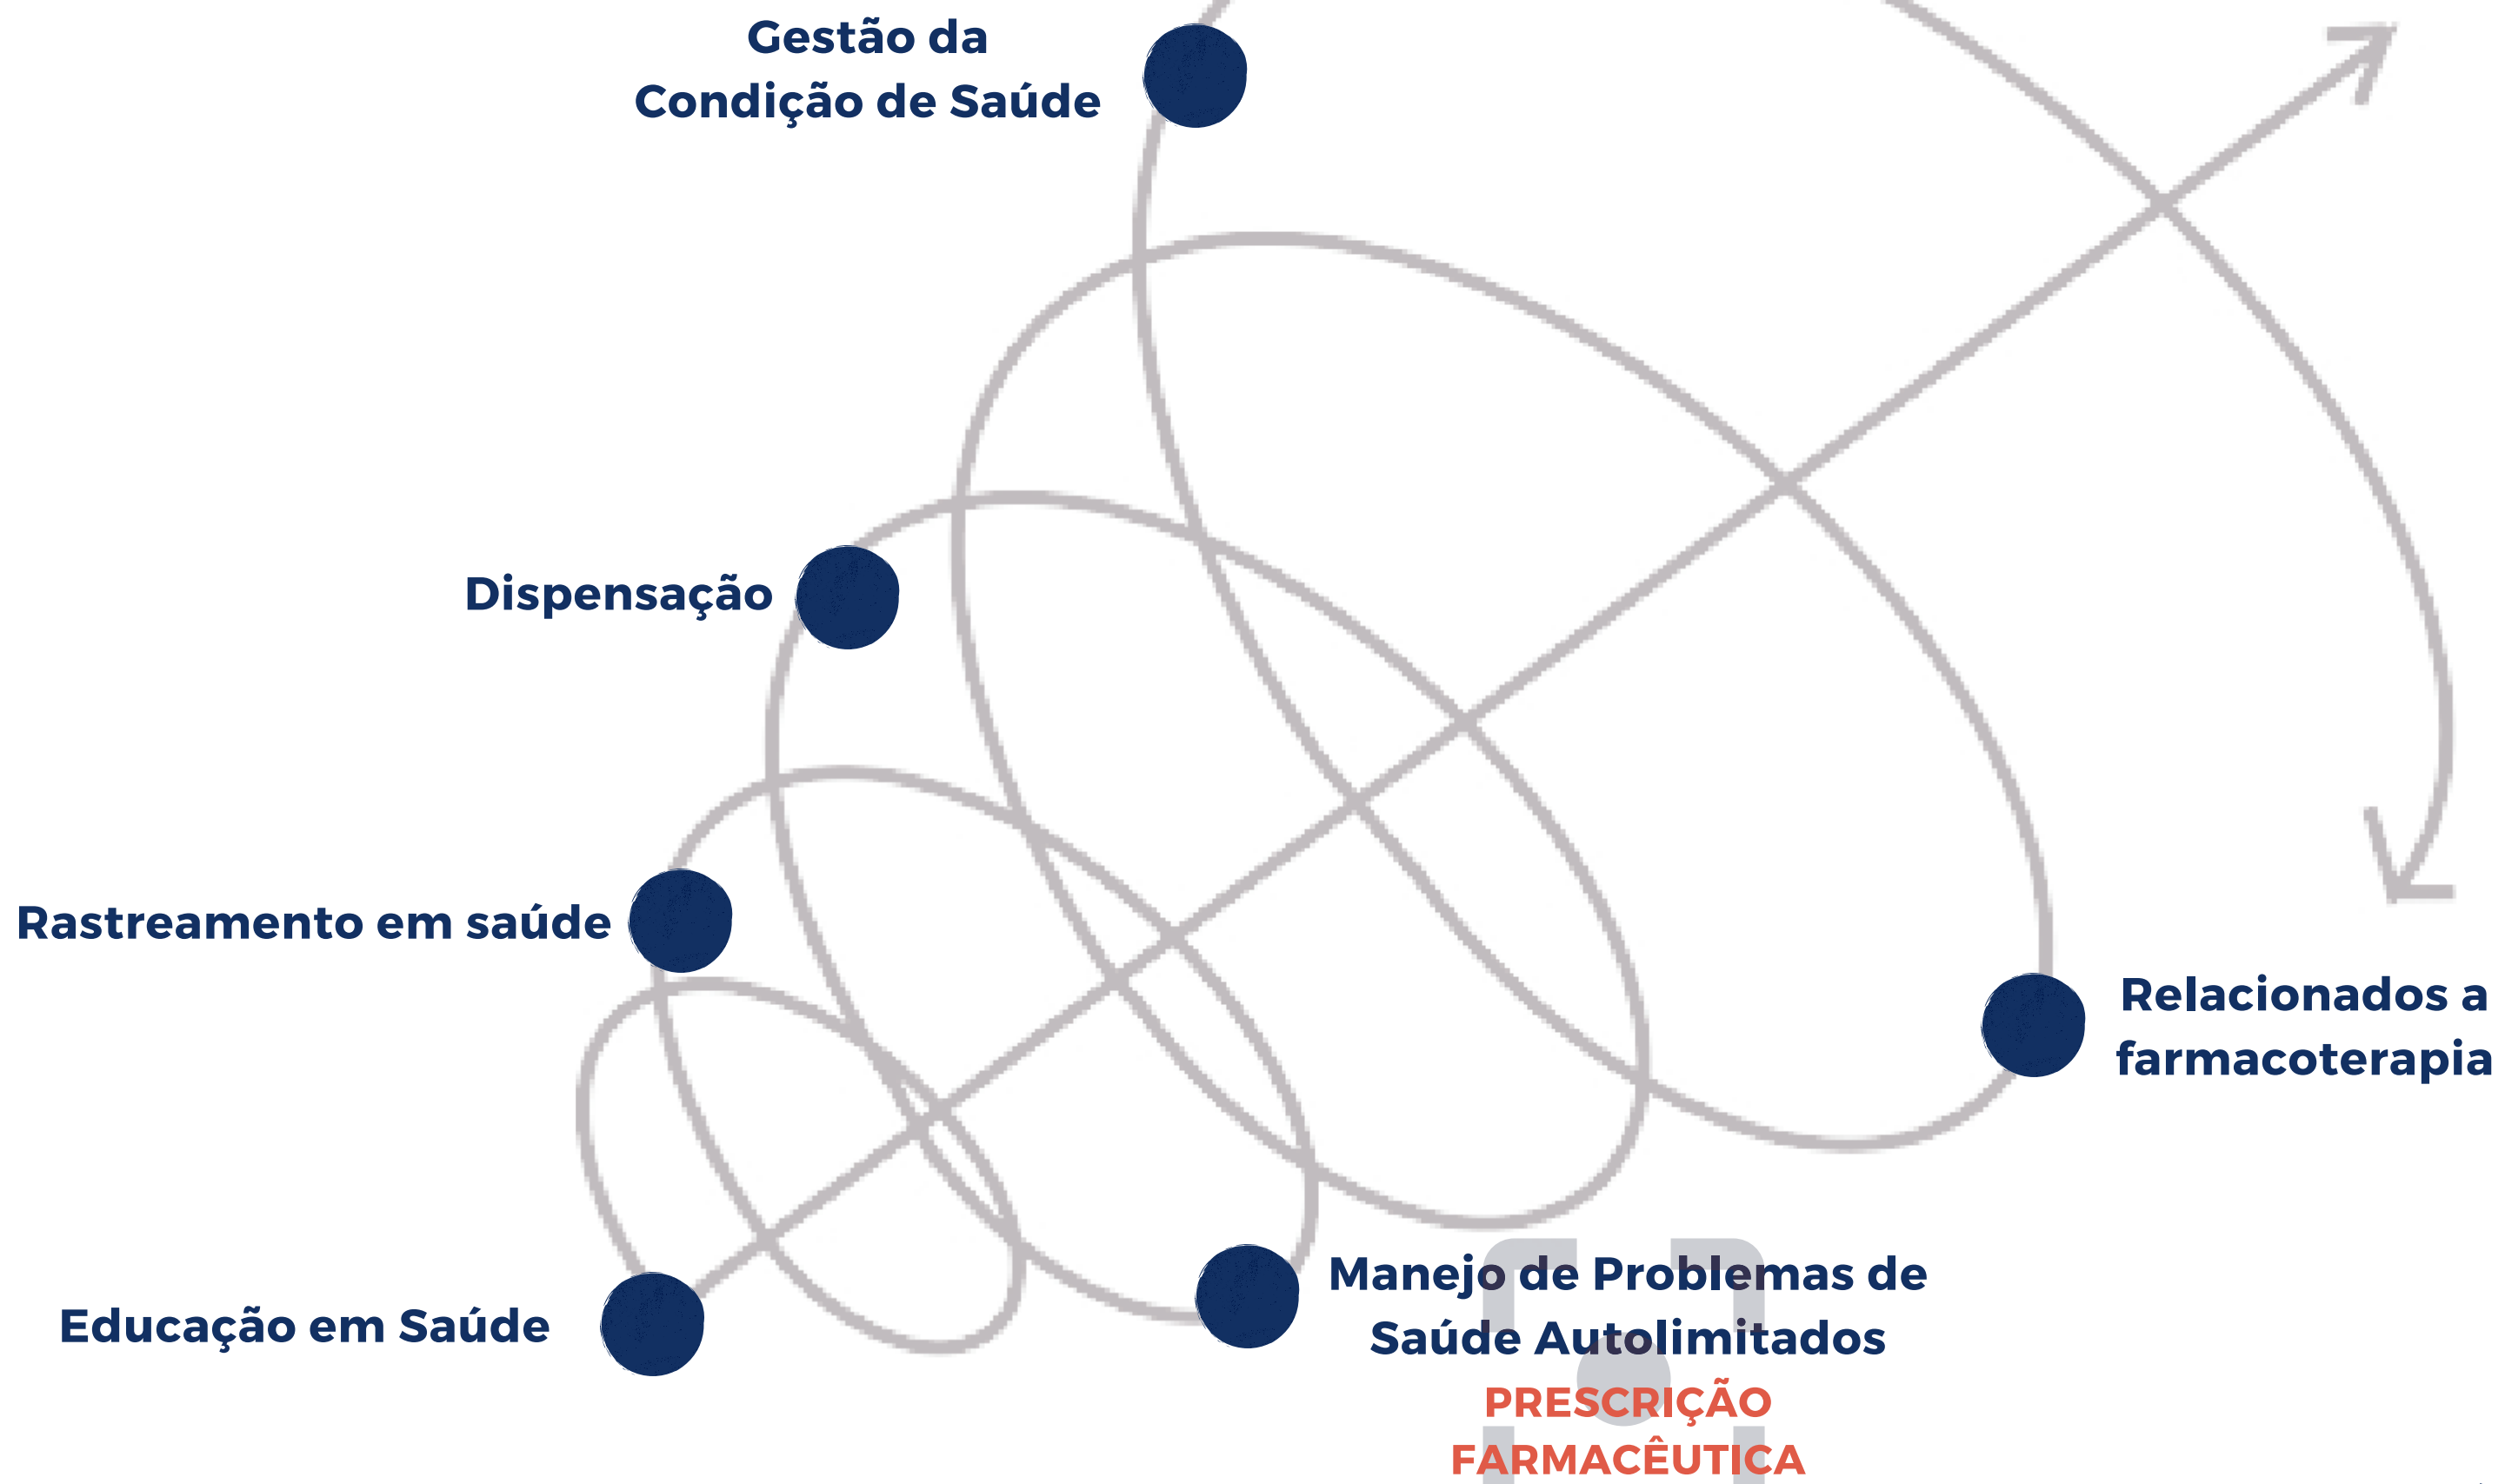 Gestão da
Condição de Saúde
Dispensação
Rastreamento em saúde
Relacionados a
farmacoterapia
Educação em Saúde
Manejo de Problemas de
Saúde Autolimitados
PRESCRIÇÃO
FARMACÊUTICA